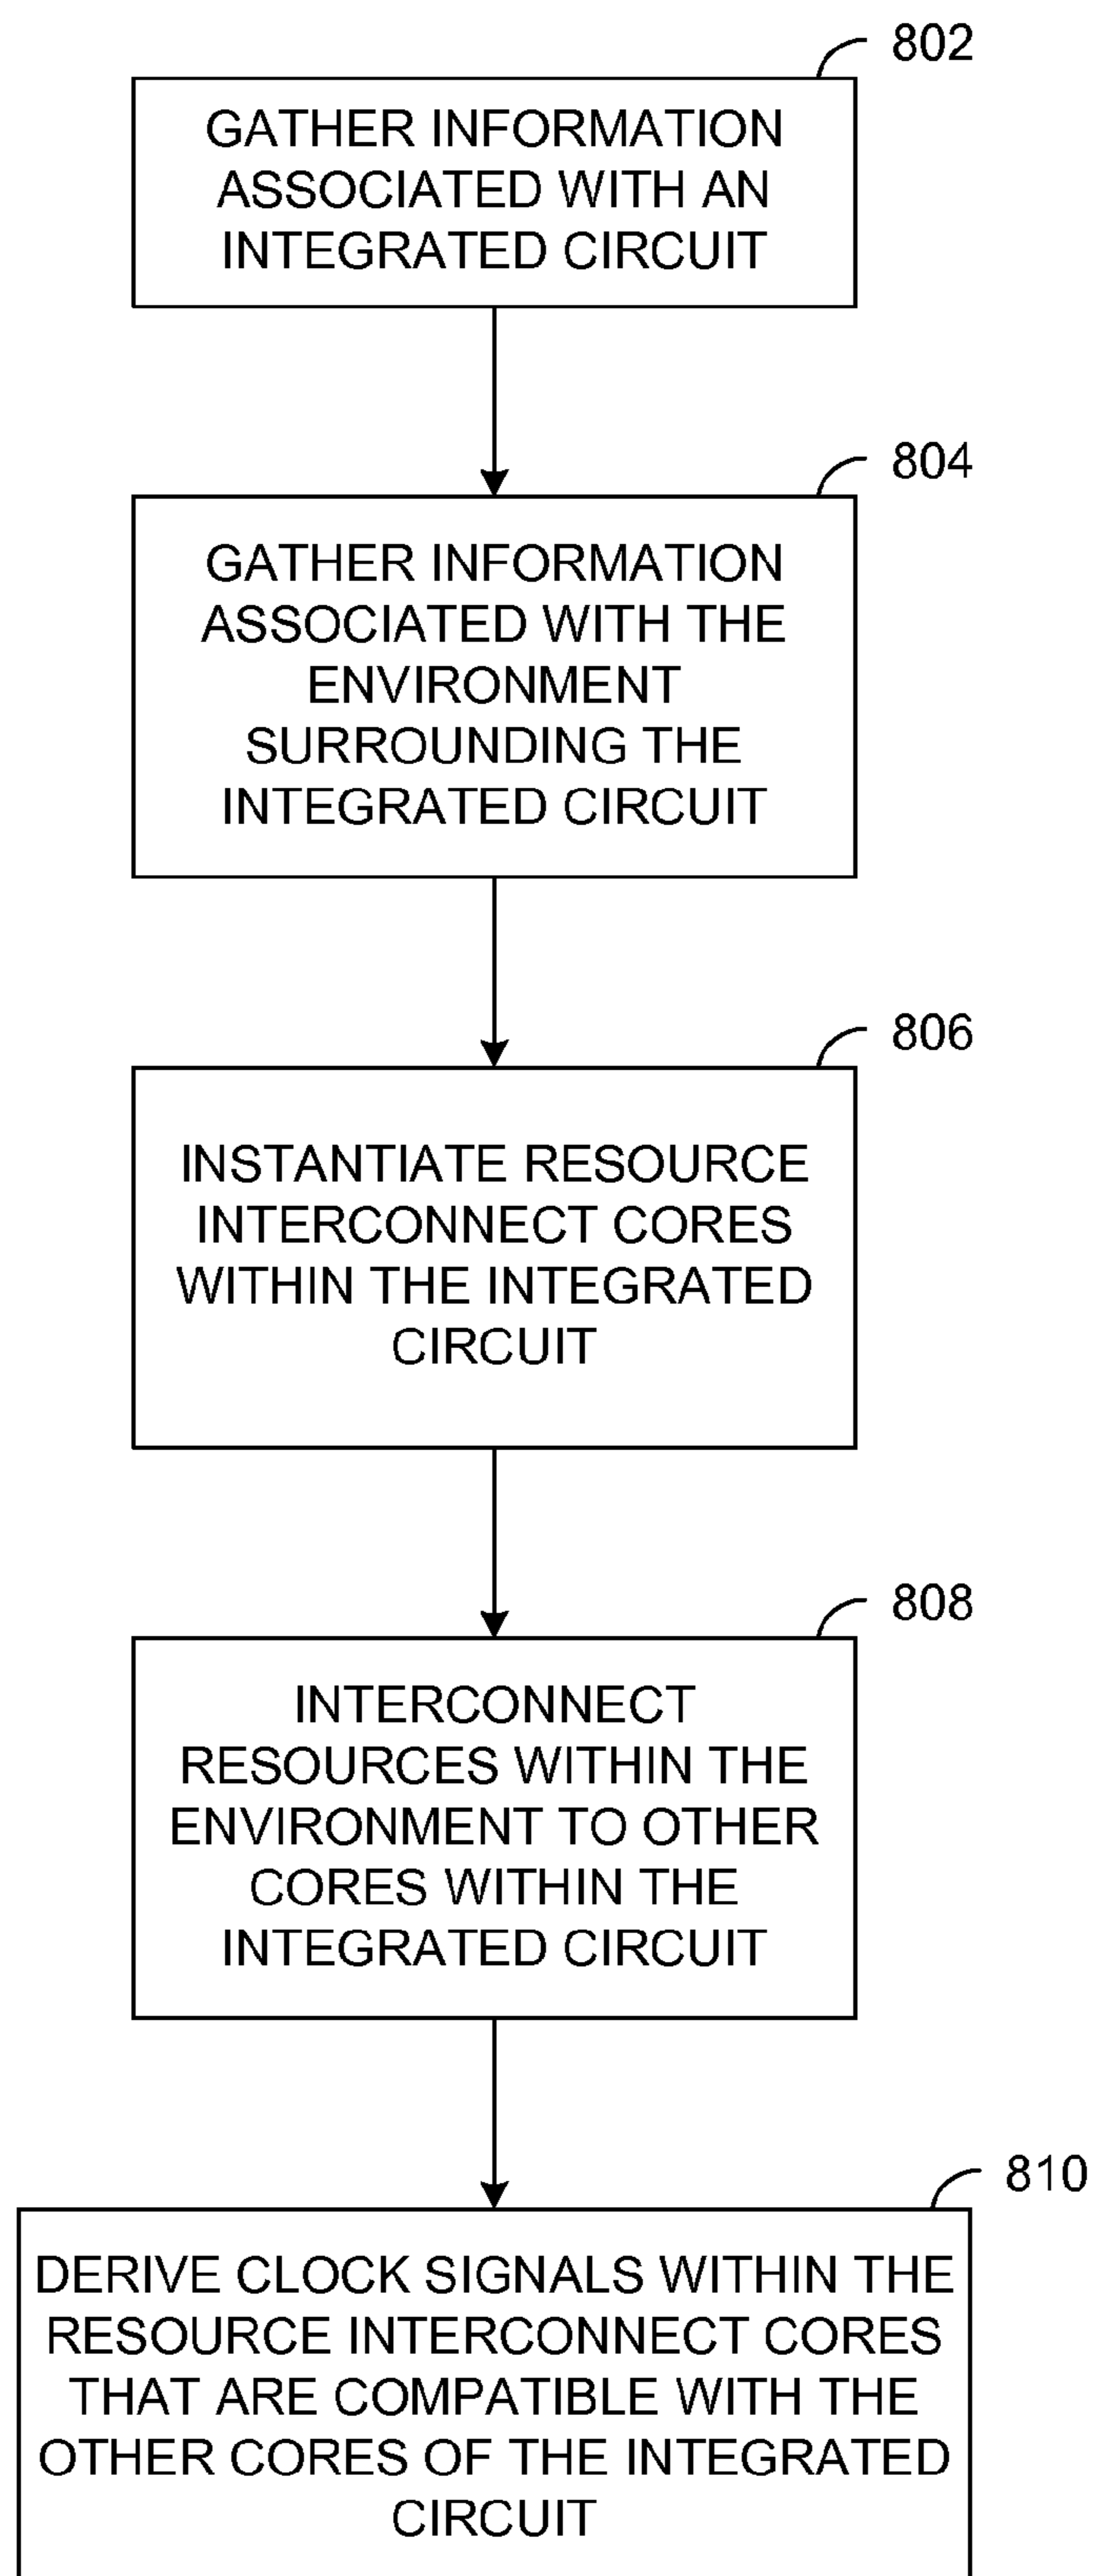 802
GATHER INFORMATION
ASSOCIATED WITH AN
INTEGRATED CIRCUIT
804
GATHER INFORMATION
ASSOCIATED WITH THE
ENVIRONMENT
SURROUNDING THE
INTEGRATED CIRCUIT
806
INSTANTIATE RESOURCE
INTERCONNECT CORES
WITHIN THE INTEGRATED
CIRCUIT
808
INTERCONNECT
RESOURCES WITHIN THE
ENVIRONMENT TO OTHER
CORES WITHIN THE
INTEGRATED CIRCUIT
810
DERIVE CLOCK SIGNALS WITHIN THE
RESOURCE INTERCONNECT CORES
THAT ARE COMPATIBLE WITH THE
OTHER CORES OF THE INTEGRATED
CIRCUIT